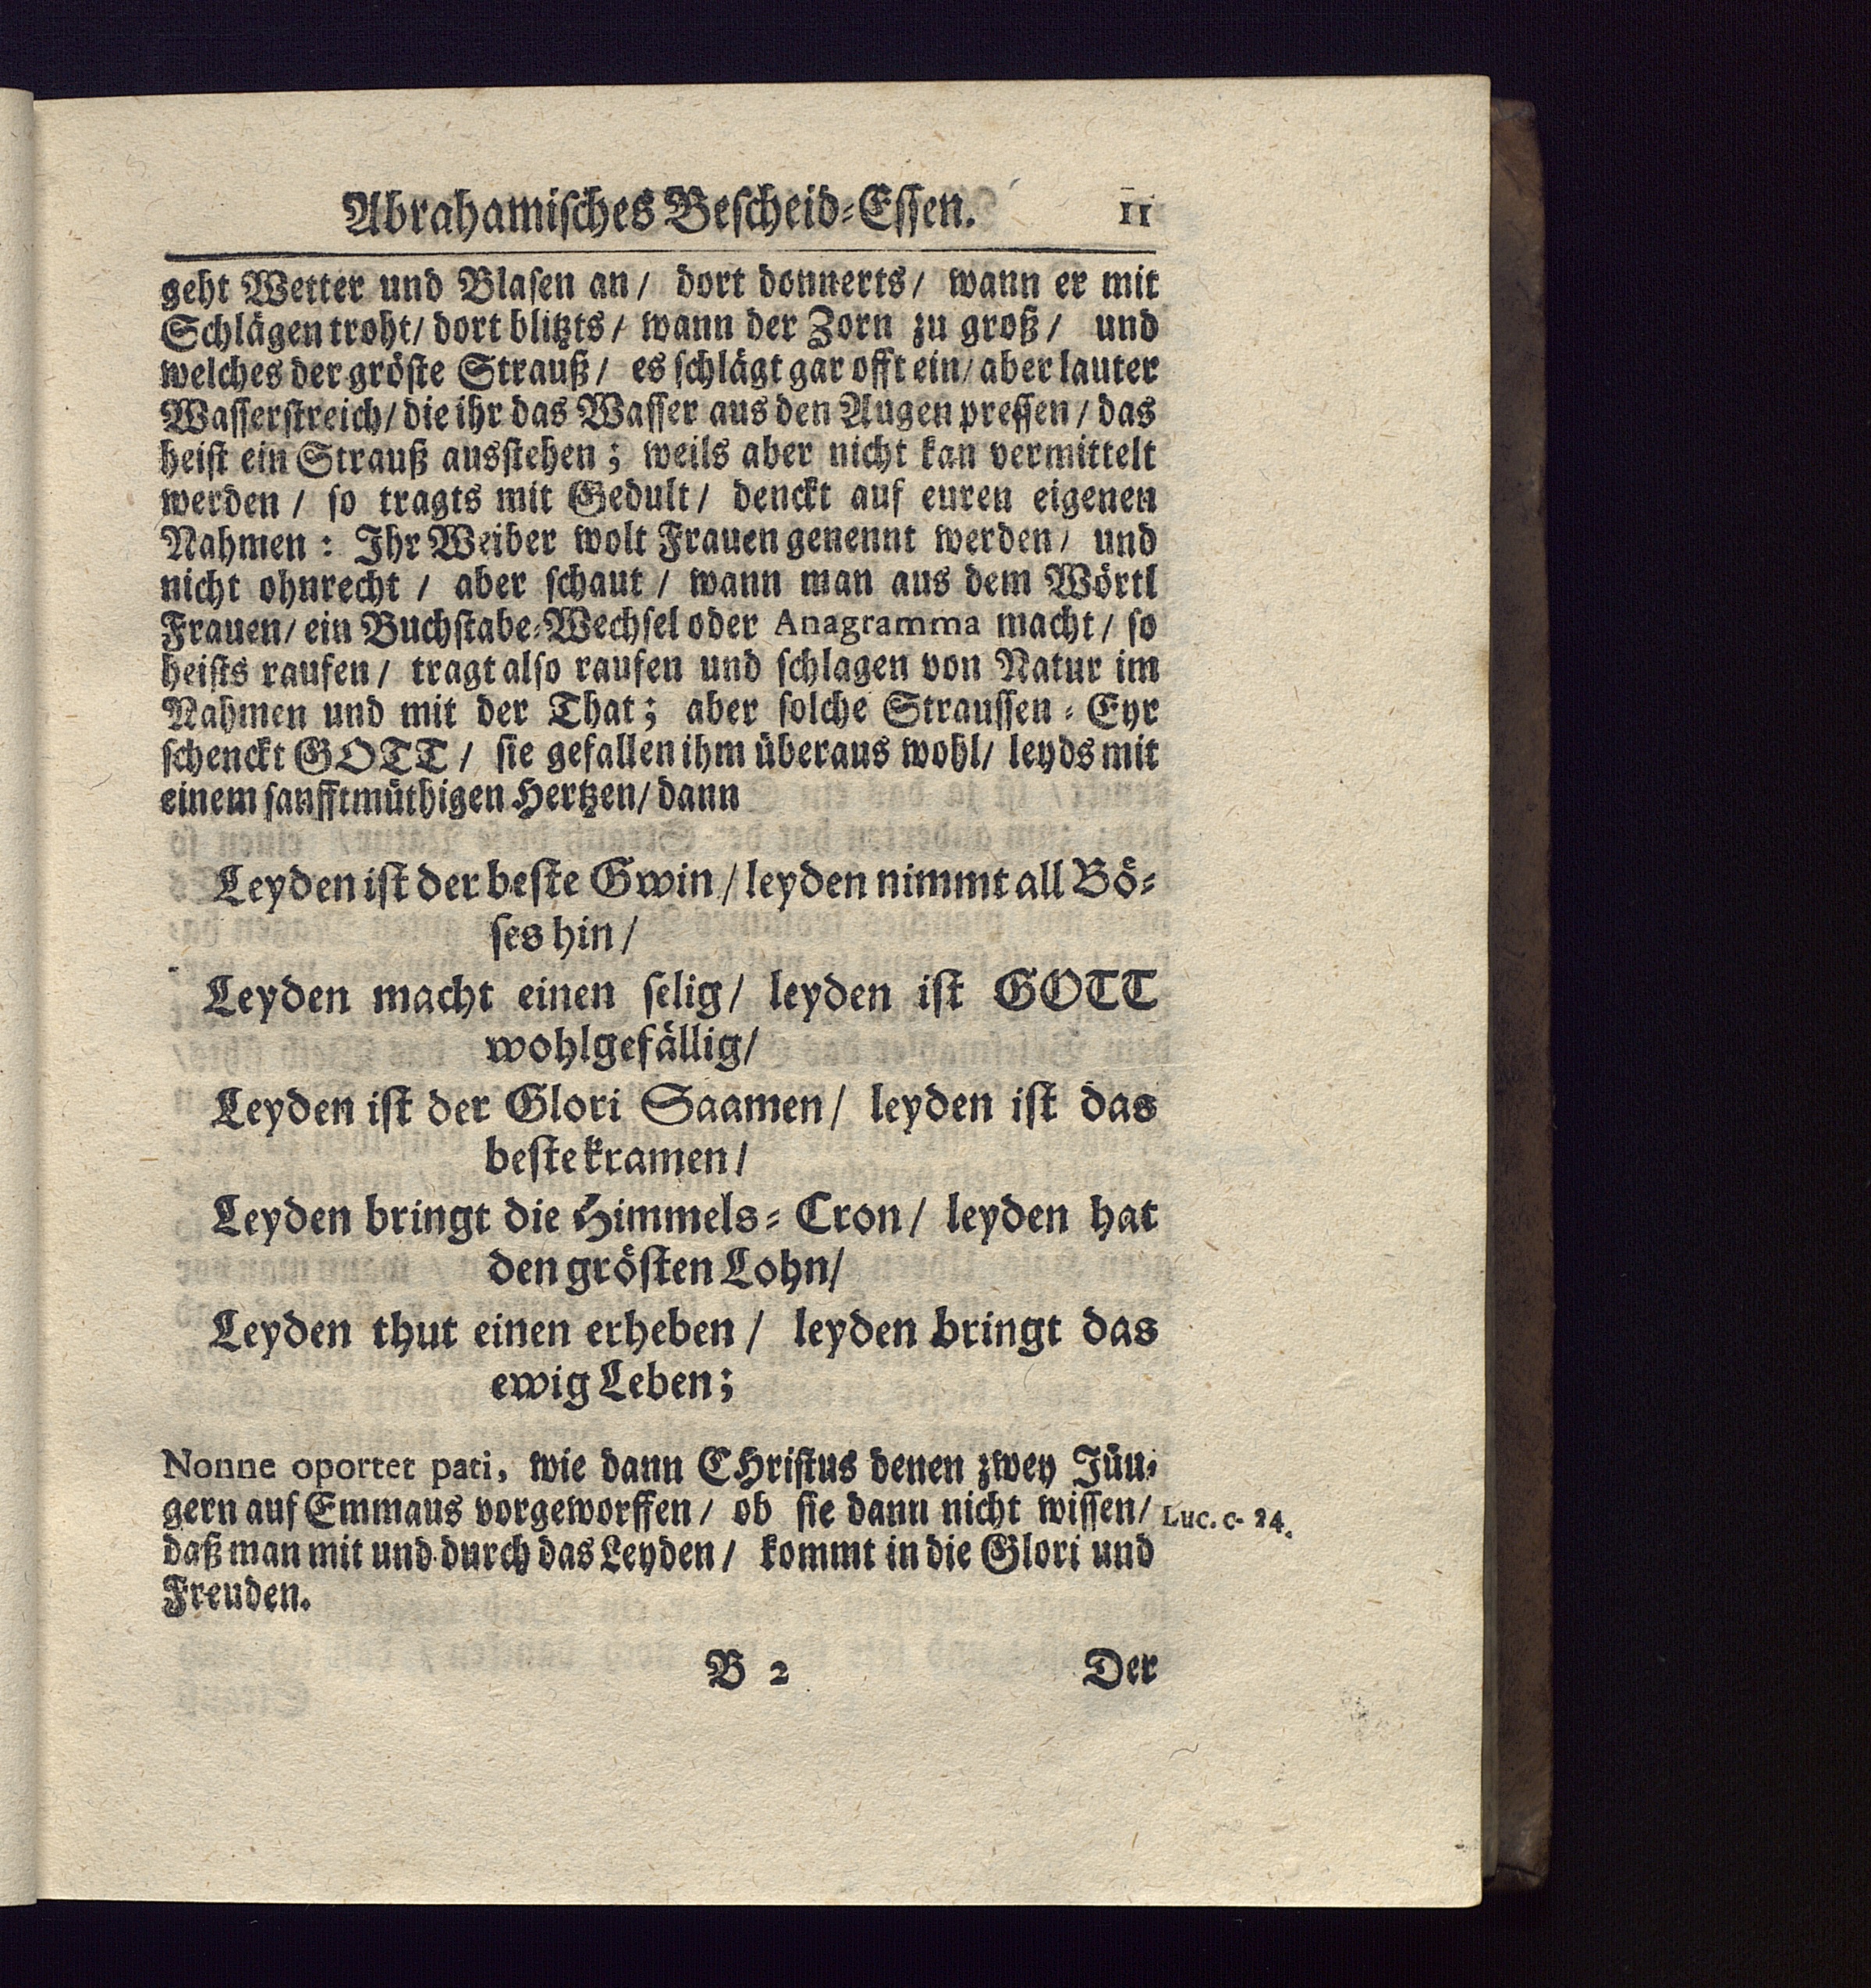 Abrahamisches Bescheid-Essen. 11
geht Wetter und Blasen an / dort donnerts / wann er mit
Schlägen troht / dort blitzts / wann der Zorn zu groß / und
welches der gröste Strauß / es schlägt gar offt ein / aber lauter
Wasserstreich / die ihr das Wasser aus den Augen pressen / das
heist ein Strauß ausstehen; weils aber nicht kan vermittelt
werden / so tragts mit Gedult / denckt auf euren eigenen
Nahmen: Ihr Weiber wolt Frauen genennt werden / und
nicht ohnrecht / aber schaut / wann man aus dem Wörtl
Frauen / ein Buchstabe-Wechsel oder Anagramma macht / so
heists raufen / tragt also raufen und schlagen von Natur im
Nahmen und mit der That; aber solche Straussen-Eyr
schenckt GOTT / sie gefallen ihm überaus wohl / leyds mit
einem sanfftmüthigen Hertzen / dann
Leyden ist der beste Gwin / leyden nimmt all Bö-
ses hin /
Leyden macht einen selig / leyden ist GOTT
wohlgefällig /
Leyden ist der Glori Saamen / leyden ist das
beste kramen /
Leyden bringt die Himmels-Cron / leyden hat
den grösten Lohn /
Leyden thut einen erheben / leyden bringt das
ewig Leben;
Nonne oportet pati, wie dann CHristus denen zwey Jün-
gern auf Emmaus vorgeworffen / ob sie dann nicht wissen / Luc. c. 24.
daß man mit und durch das Leyden / kommt in die Glori und
Freuden.
B 2 Der